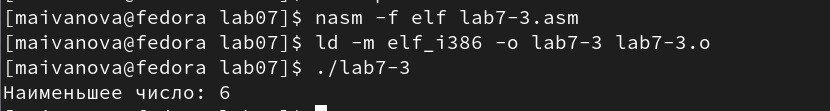 [maivanova@fedora lab07]$ nasm -f elf lab7-3.asm
[maivanova@fedora lab07]$ ld -m elf_i386 -o lab7-3 lab7-3.o
[maivanova@fedora lab07]$ ./lab7-3
Наименьшее число: 6